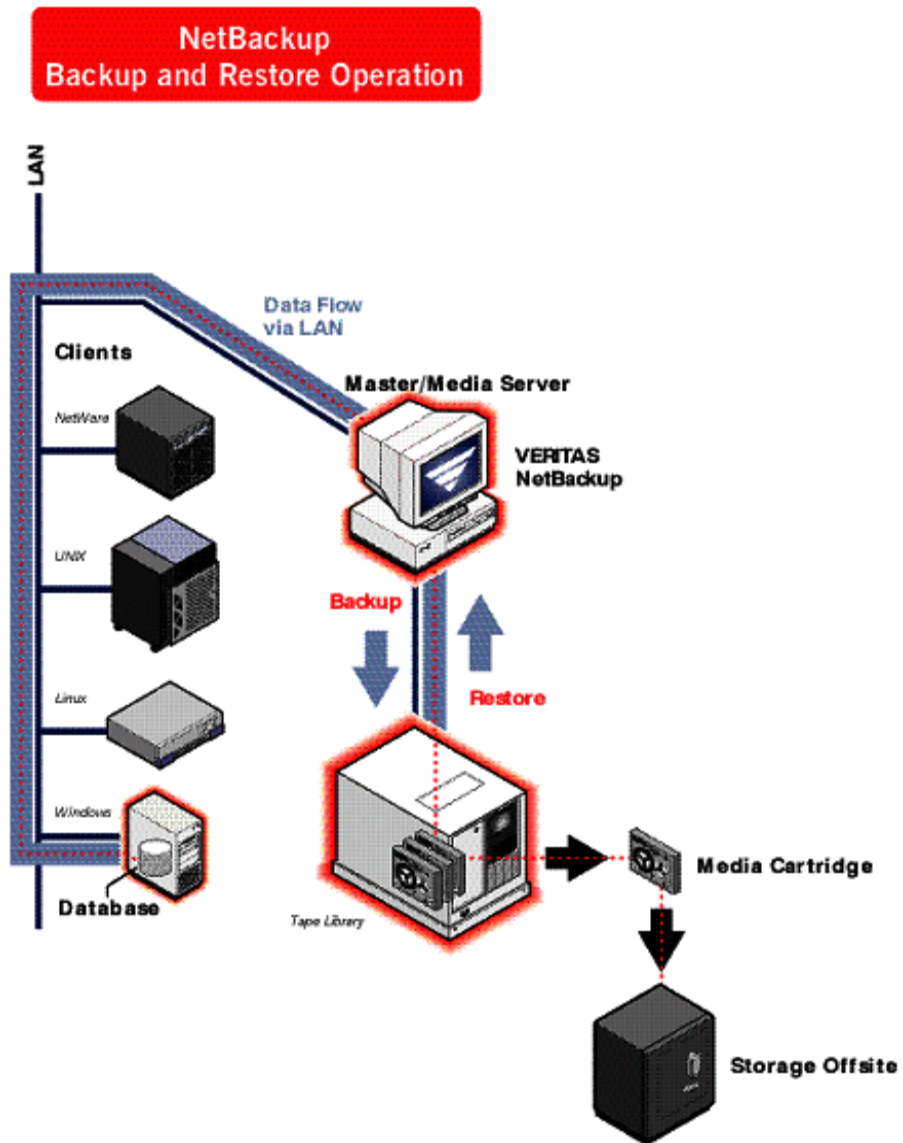 NetBackup
Backup and Restore Operation
LAN
Data Flow
via LAN
Clients
Master/Media Server
NetWare
VERITAS
NetBackup
UNIX
Backup
Restore
Linux
Windows
Database
Tape Library
Media Cartridge
Storage Offsite